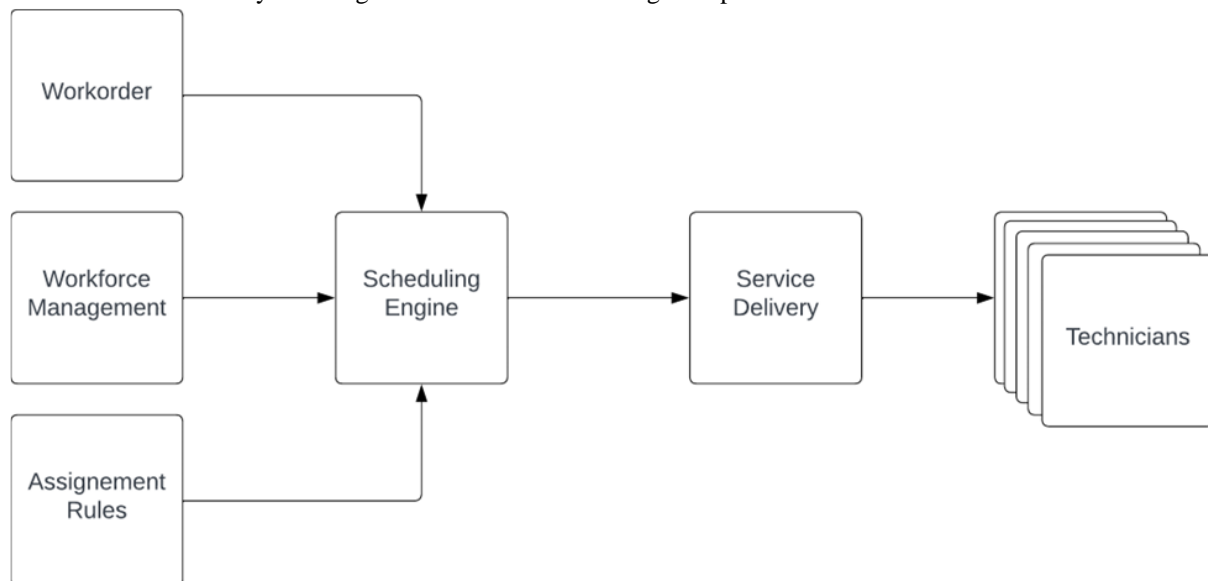 Workorder
Workforce
Management
Scheduling
Engine
Service
Delivery
Technicians
Assignement
Rules